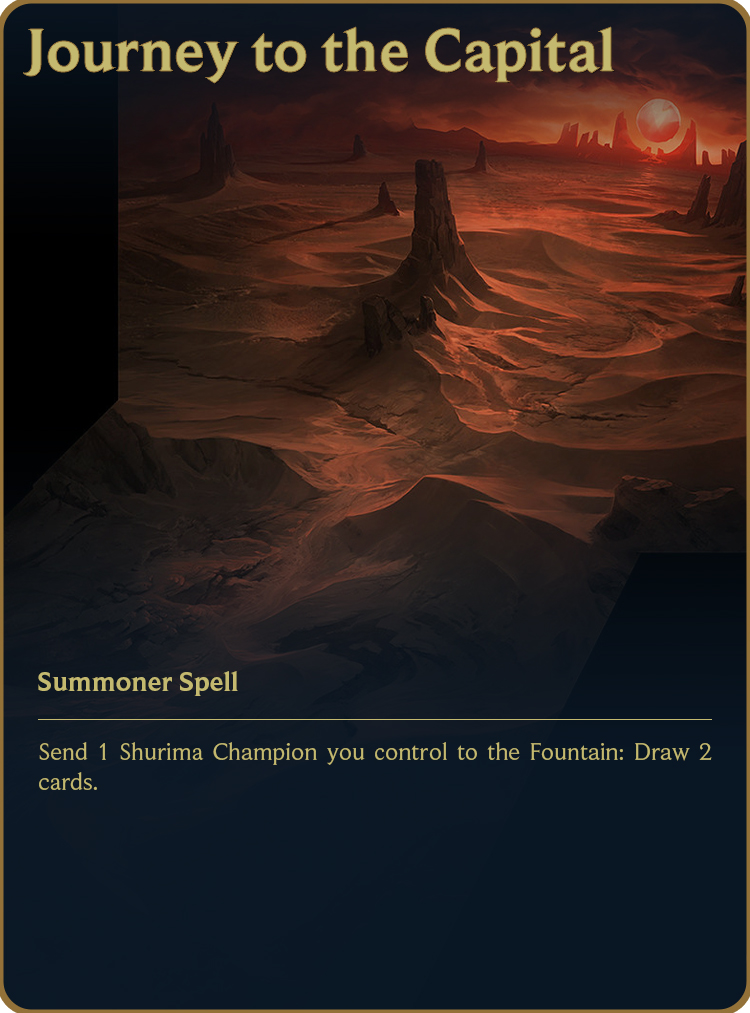 Journey to the Capital
Summoner Spell
Send 1 Shurima Champion you control to the Fountain: Draw 2
cards.